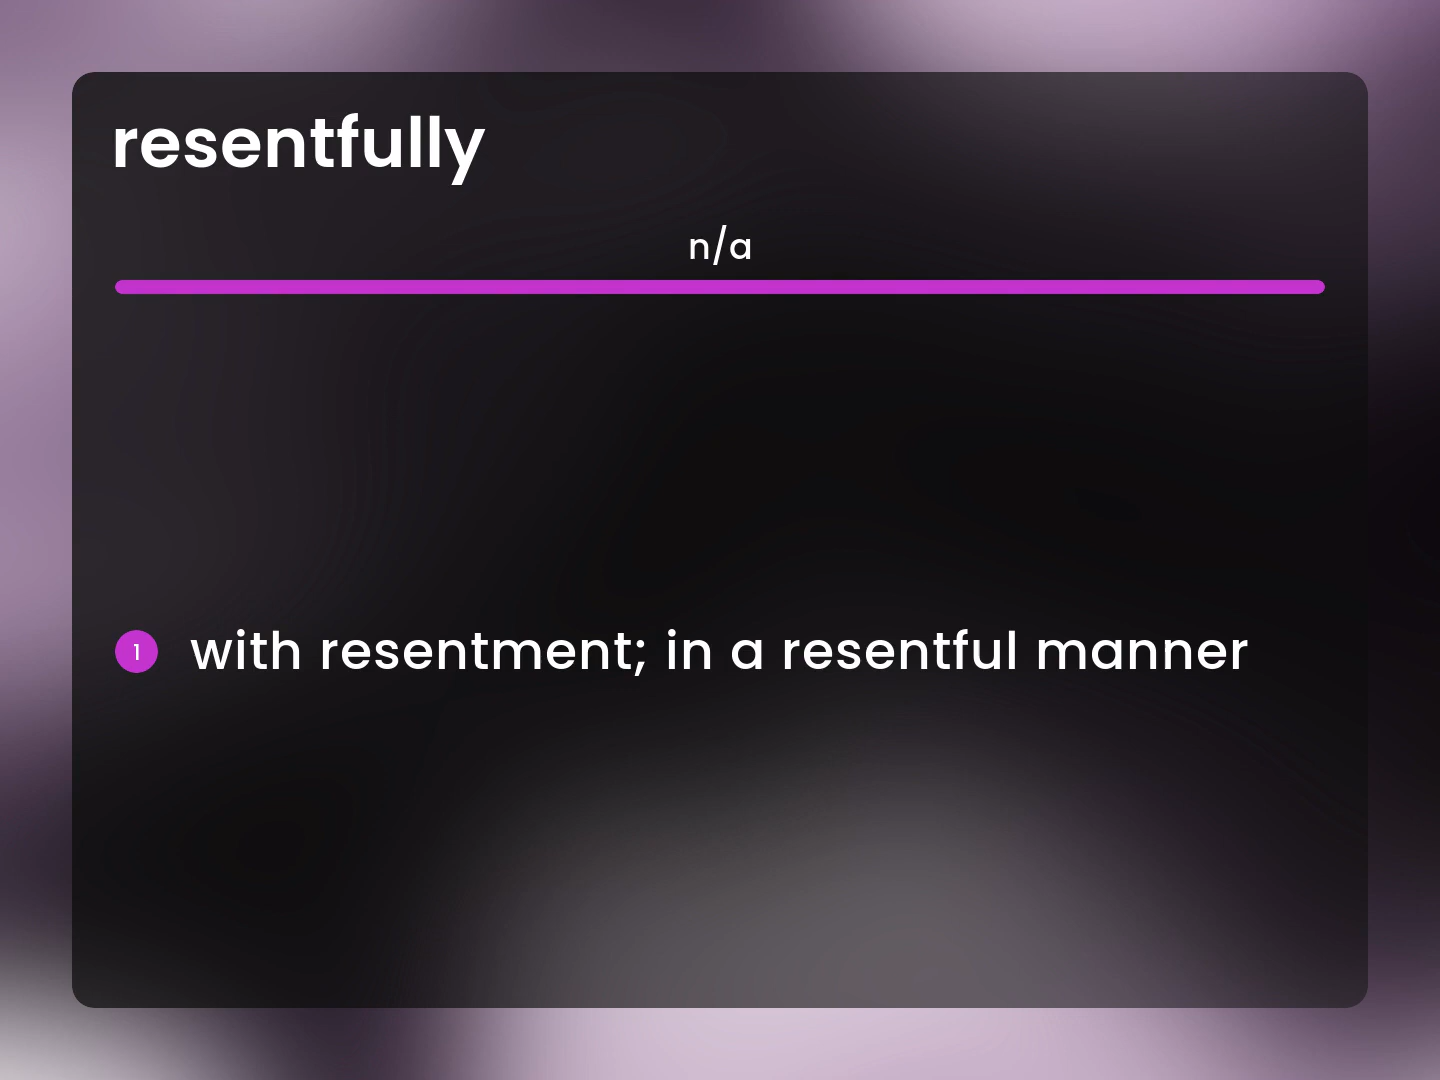 resentfully
n/a
1 with resentment; in a resentful manner